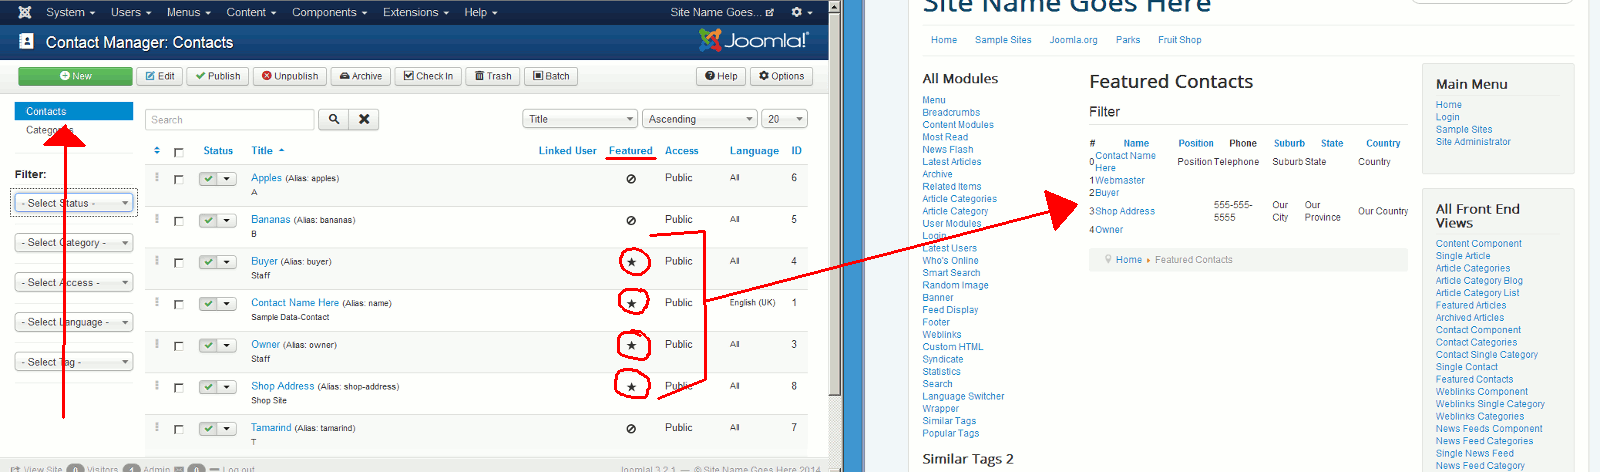 System Users Menus Content Components Extensions Help Site Name Goes...
Contact Manager: Contacts Joomla!
New Edit Publish Unpublish Archive Check In Trash Batch Help Options
Contacts
Categories
Filter:
- Select Status -
- Select Category -
- Select Access -
- Select Language -
- Select Tag -
Search Title Ascending 20
Status Title Linked User Featured Access Language ID
Apples (Alias: apples) Public All 6
A
Bananas (Alias: bananas) Public All 5
B
Buyer (Alias: buyer) Public All 4
Staff
Contact Name Here (Alias: name) Public English (UK) 1
Sample Data-Contact
Owner (Alias: owner) Public All 3
Staff
Shop Address (Alias: shop-address) Public All 8
Shop Site
Tamarind (Alias: tamarind) Public All 7
T
View Site 0 Visitors 1 Admin 0 Log out Joomla 3.2.1 — © Site Name Goes Here 2014
Site Name Goes Here
Home Sample Sites Joomla.org Parks Fruit Shop
All Modules
Menu
Breadcrumbs
Content Modules
Most Read
News Flash
Latest Articles
Archive
Related Items
Article Categories
Article Category
User Modules
Login
Latest Users
Who's Online
Smart Search
Random Image
Banner
Feed Display
Footer
Weblinks
Custom HTML
Syndicate
Statistics
Search
Language Switcher
Wrapper
Similar Tags
Popular Tags
Similar Tags 2
Featured Contacts
Filter
# Name Position Phone Suburb State Country
0 Contact Name Here Position Telephone Suburb State Country
1 Webmaster
2 Buyer
3 Shop Address 555-555-5555 Our City Our Province Our Country
4 Owner
Home Featured Contacts
Main Menu
Home
Login
Sample Sites
Site Administrator
All Front End
Views
Content Component
Single Article
Article Categories
Article Category Blog
Article Category List
Featured Articles
Archived Articles
Contact Component
Contact Categories
Contact Single Category
Single Contact
Featured Contacts
Weblinks Component
Weblinks Single Category
Weblinks Categories
News Feeds Component
News Feed Categories
Single News Feed
News Feed Category